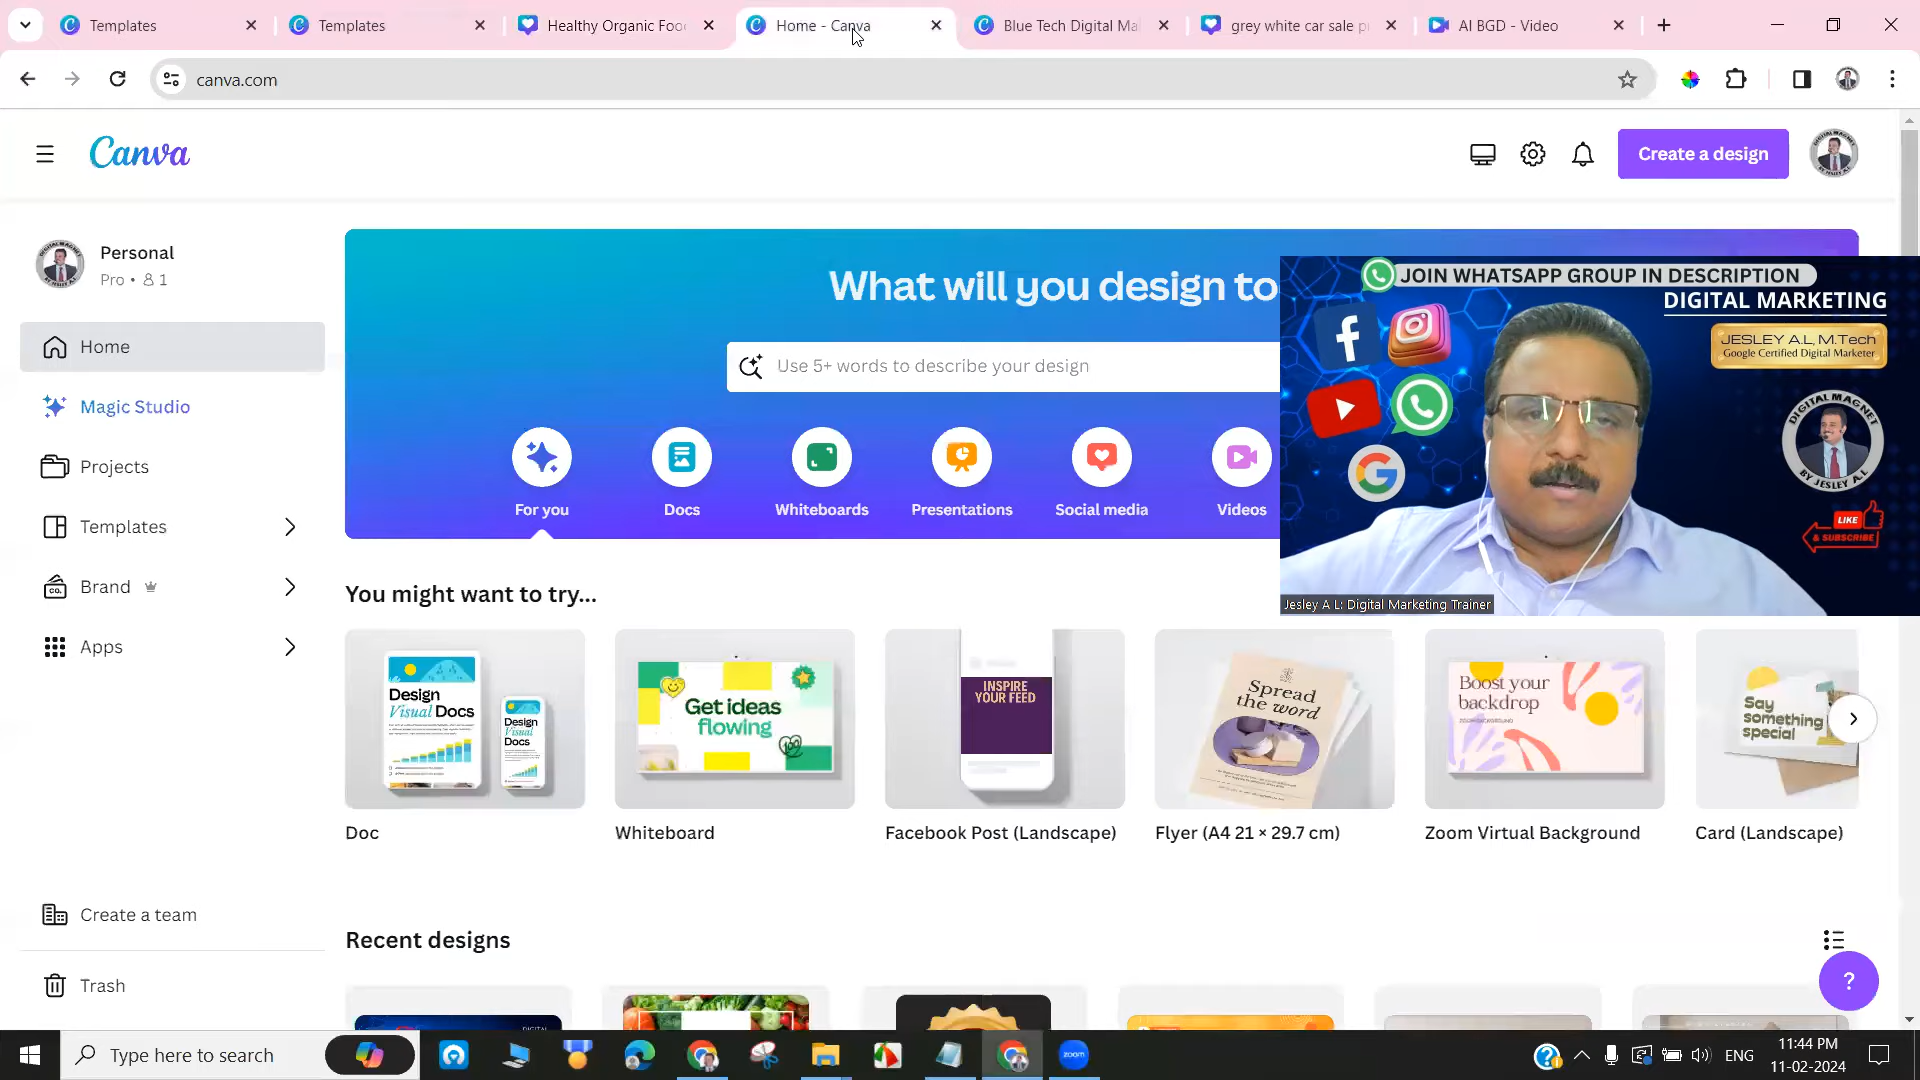 Templates
Templates
Healthy Organic Food
Home - Canva
Blue Tech Digital Ma
grey white car sale p
AI BGD - Video
canva.com
Canva
Create a design
Personal
Pro • 1
Home
Magic Studio
Projects
Templates
Brand
Apps
Create a team
Trash
What will you design to
Use 5+ words to describe your design
For you
Docs
Whiteboards
Presentations
Social media
Videos
JOIN WHATSAPP GROUP IN DESCRIPTION
DIGITAL MARKETING
JESLEY A.L, M.Tech
Google Certified Digital Marketer
DIGITAL MAGNET
BY JESLEY A.L
LIKE
& SUBSCRIBE
Jesley A L: Digital Marketing Trainer
You might want to try...
Design
Visual Docs
Design
Visual
Docs
Get ideas
flowing
100
INSPIRE
YOUR FEED
Spread
the word
Boost your
backdrop
ZOOM BACKGROUND
Say
something
special
Doc
Whiteboard
Facebook Post (Landscape)
Flyer (A4 21 × 29.7 cm)
Zoom Virtual Background
Card (Landscape)
Recent designs
DIGITAL
?
Type here to search
zoom
ENG
11:44 PM
11-02-2024